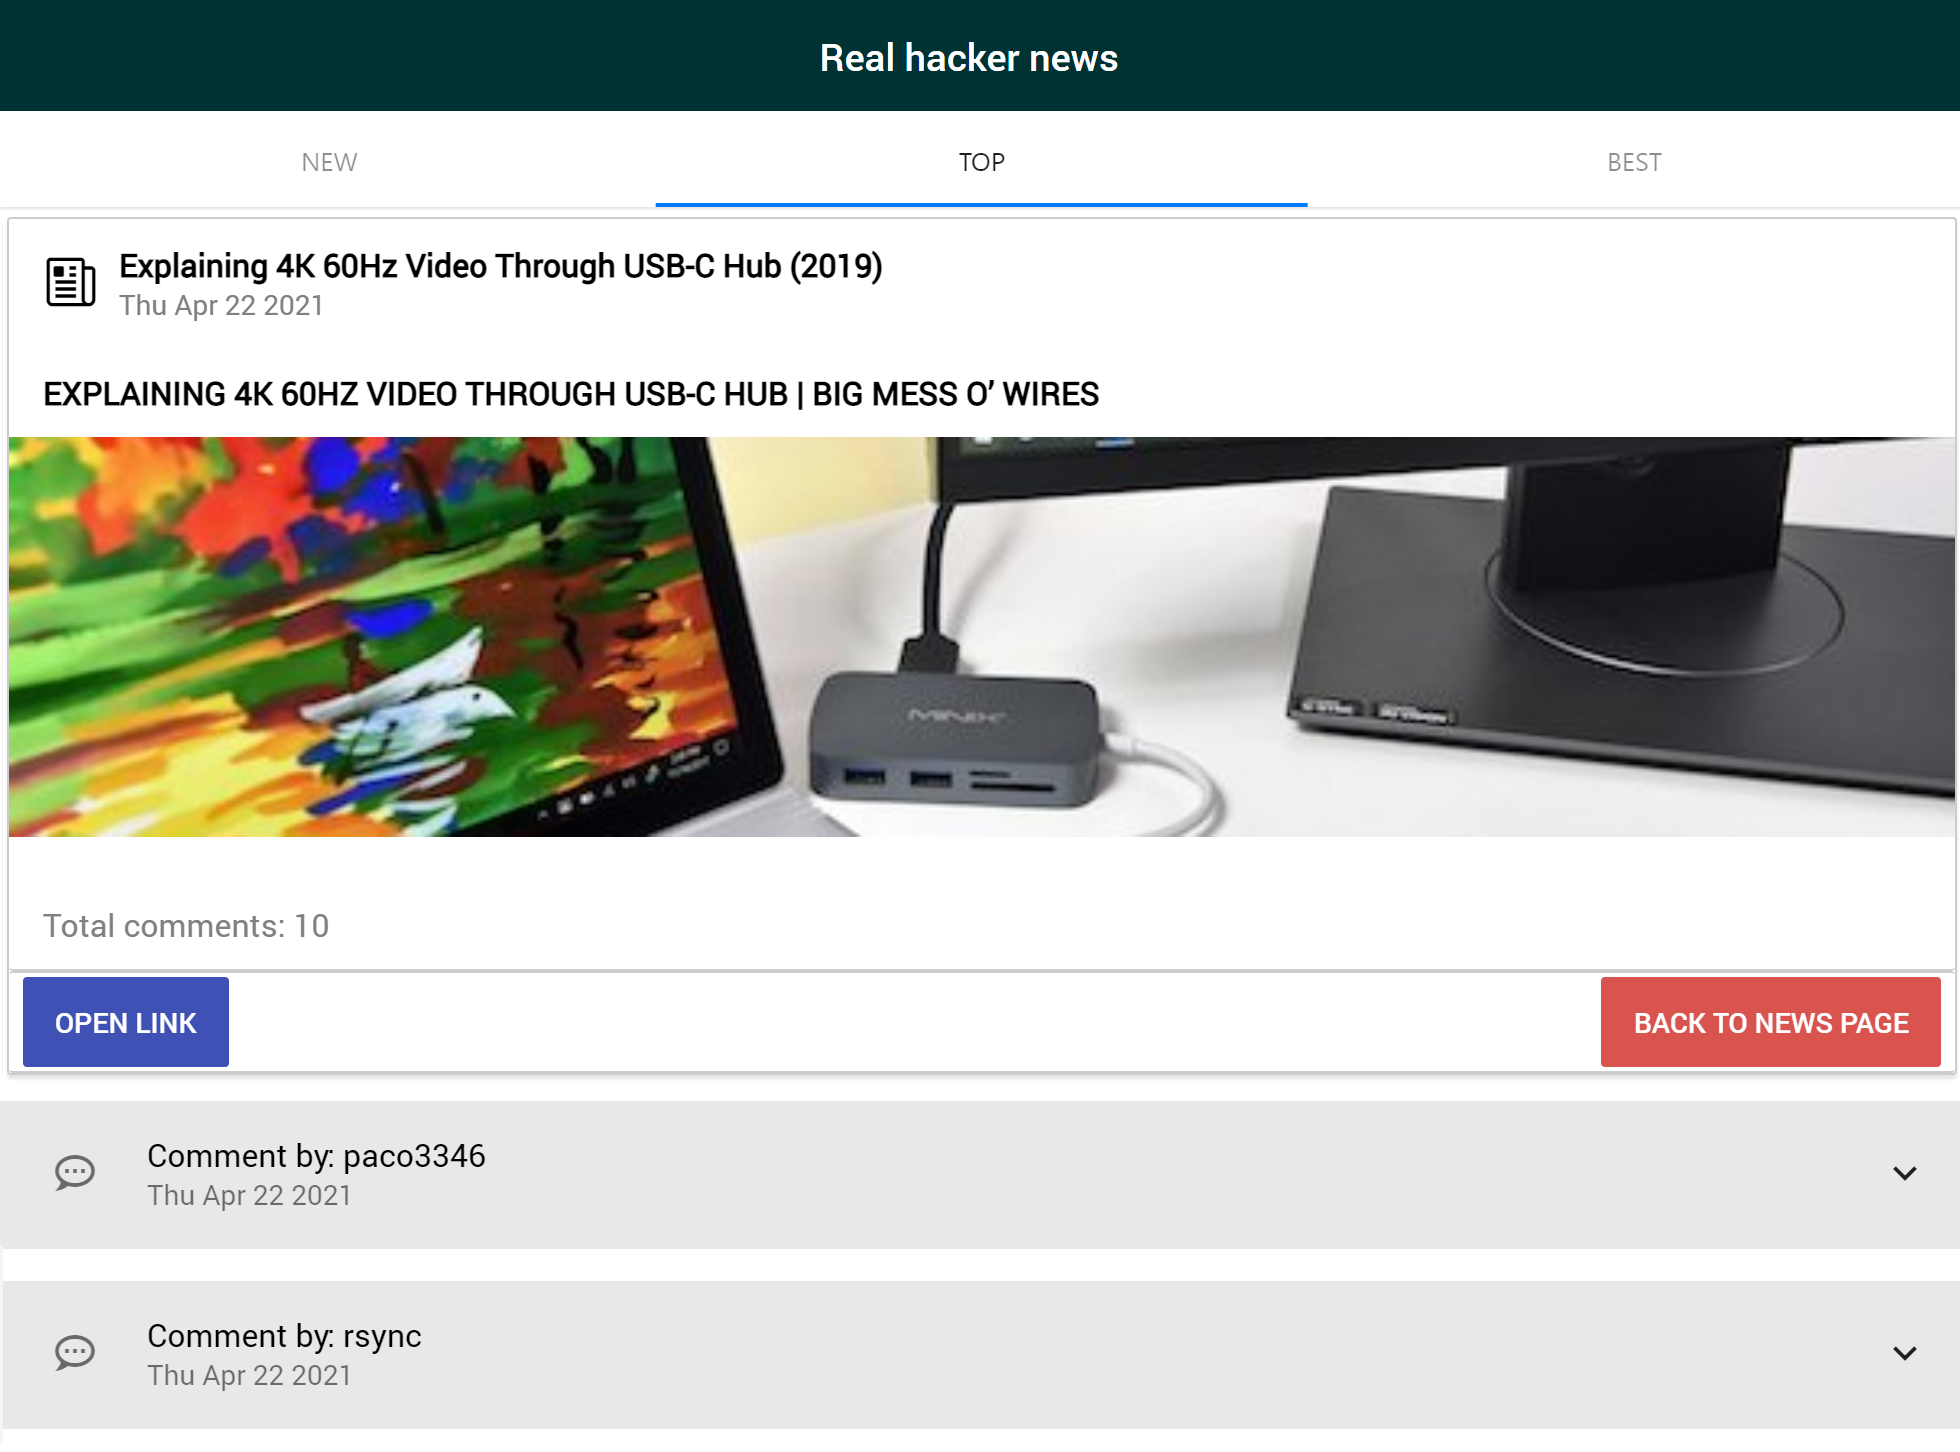 Real hacker news
NEW
TOP
BEST
Explaining 4K 60Hz Video Through USB-C Hub (2019)
Thu Apr 22 2021
EXPLAINING 4K 60HZ VIDEO THROUGH USB-C HUB | BIG MESS O’ WIRES
MINIX
Total comments: 10
OPEN LINK
BACK TO NEWS PAGE
Comment by: paco3346
Thu Apr 22 2021
Comment by: rsync
Thu Apr 22 2021